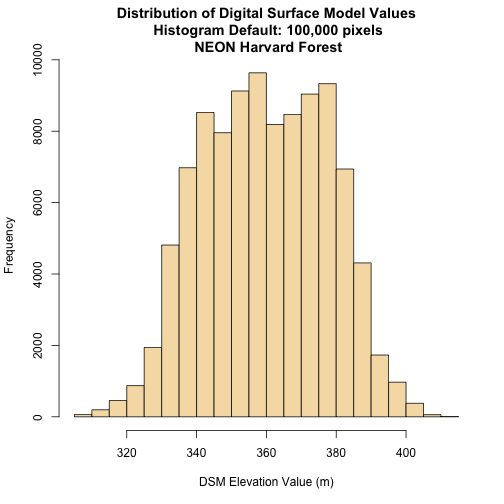 Distribution of Digital Surface Model Values
Histogram Default: 100,000 pixels
NEON Harvard Forest
10000
8000
6000
4000
2000
0
Frequency
320 340 360 380 400
DSM Elevation Value (m)